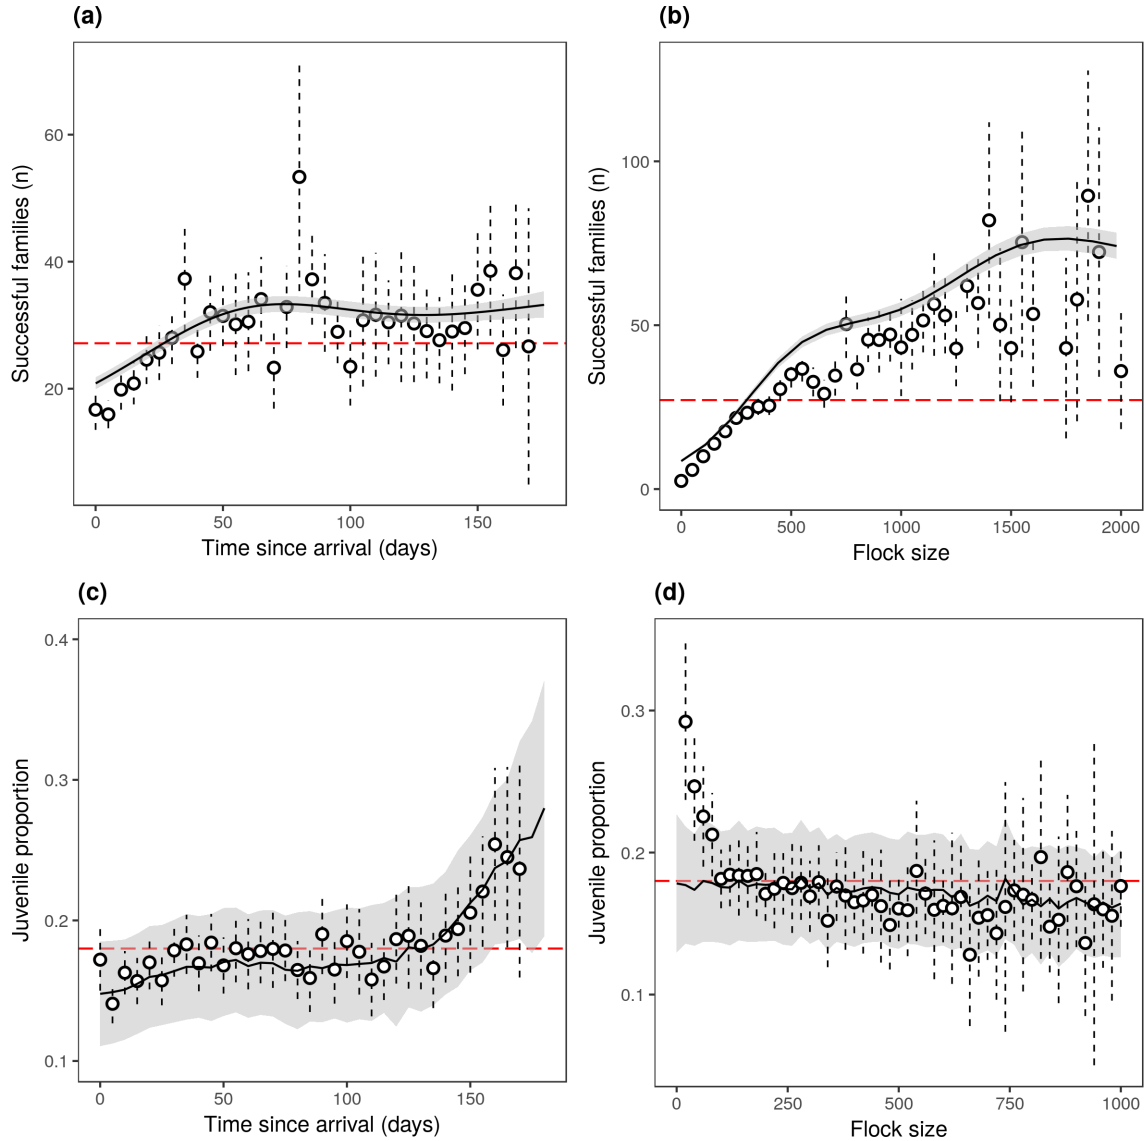 (a)
Successful families (n)
60
40
20
0
50
100
150
Time since arrival (days)
(b)
Successful families (n)
100
50
0
0
500
1000
1500
2000
Flock size
(c)
Juvenile proportion
0.4
0.3
0.2
0.1
0
50
100
150
Time since arrival (days)
(d)
Juvenile proportion
0.3
0.2
0.1
0
250
500
750
1000
Flock size